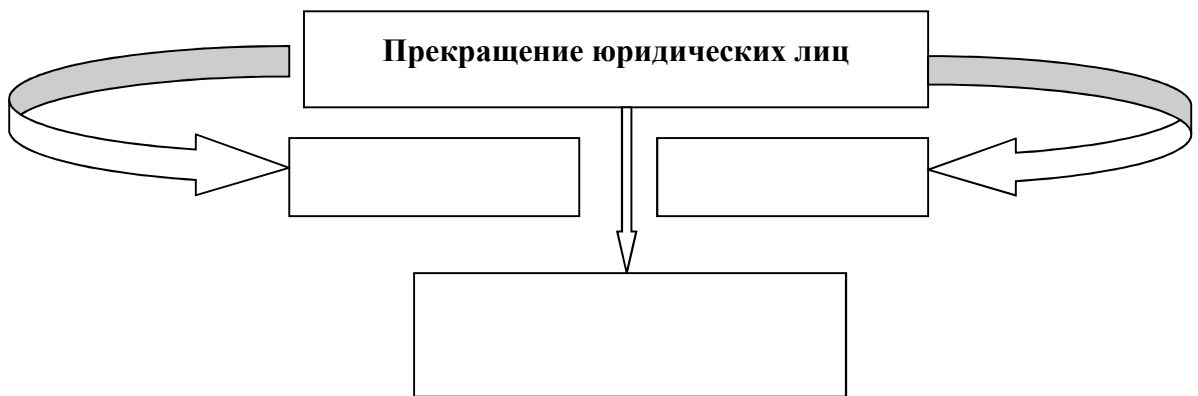 Прекращение юридических лиц